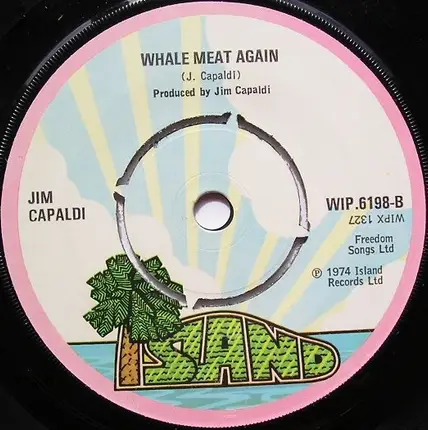 WHALE MEAT AGAIN
(J. Capaldi)
Produced by Jim Capaldi
JIM
CAPALDI
WIP.6198-B
WIPX 1327
Freedom
Songs Ltd
℗ 1974 Island
Records Ltd
ISLAND